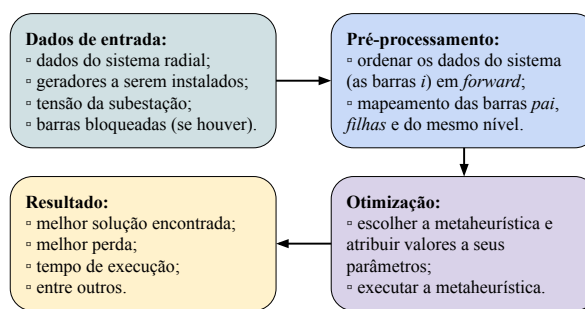 Dados de entrada:
▫ dados do sistema radial;
▫ geradores a serem instalados;
▫ tensão da subestação;
▫ barras bloqueadas (se houver).
Pré-processamento:
▫ ordenar os dados do sistema
(as barras i) em forward;
▫ mapeamento das barras pai,
filhas e do mesmo nível.
Resultado:
▫ melhor solução encontrada;
▫ melhor perda;
▫ tempo de execução;
▫ entre outros.
Otimização:
▫ escolher a metaheurística e
atribuir valores a seus
parâmetros;
▫ executar a metaheurística.